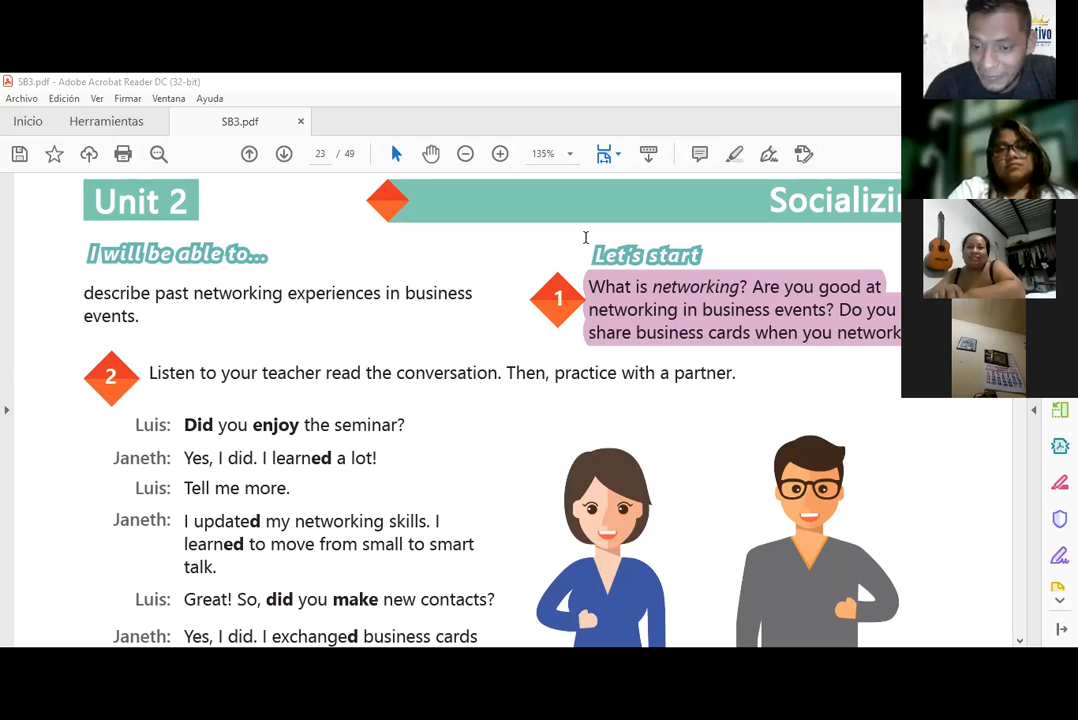 SB3.pdf - Adobe Acrobat Reader DC (32-bit)
Archivo Edición Ver Firmar Ventana Ayuda
Inicio Herramientas SB3.pdf ×
23 / 49 135%
Unit 2
Socializi
I will be able to...
describe past networking experiences in business
events.
Let's start
1
What is networking? Are you good at
networking in business events? Do you
share business cards when you network
2
Listen to your teacher read the conversation. Then, practice with a partner.
Luis: Did you enjoy the seminar?
Janeth: Yes, I did. I learned a lot!
Luis: Tell me more.
Janeth: I updated my networking skills. I
learned to move from small to smart
talk.
Luis: Great! So, did you make new contacts?
Janeth: Yes, I did. I exchanged business cards